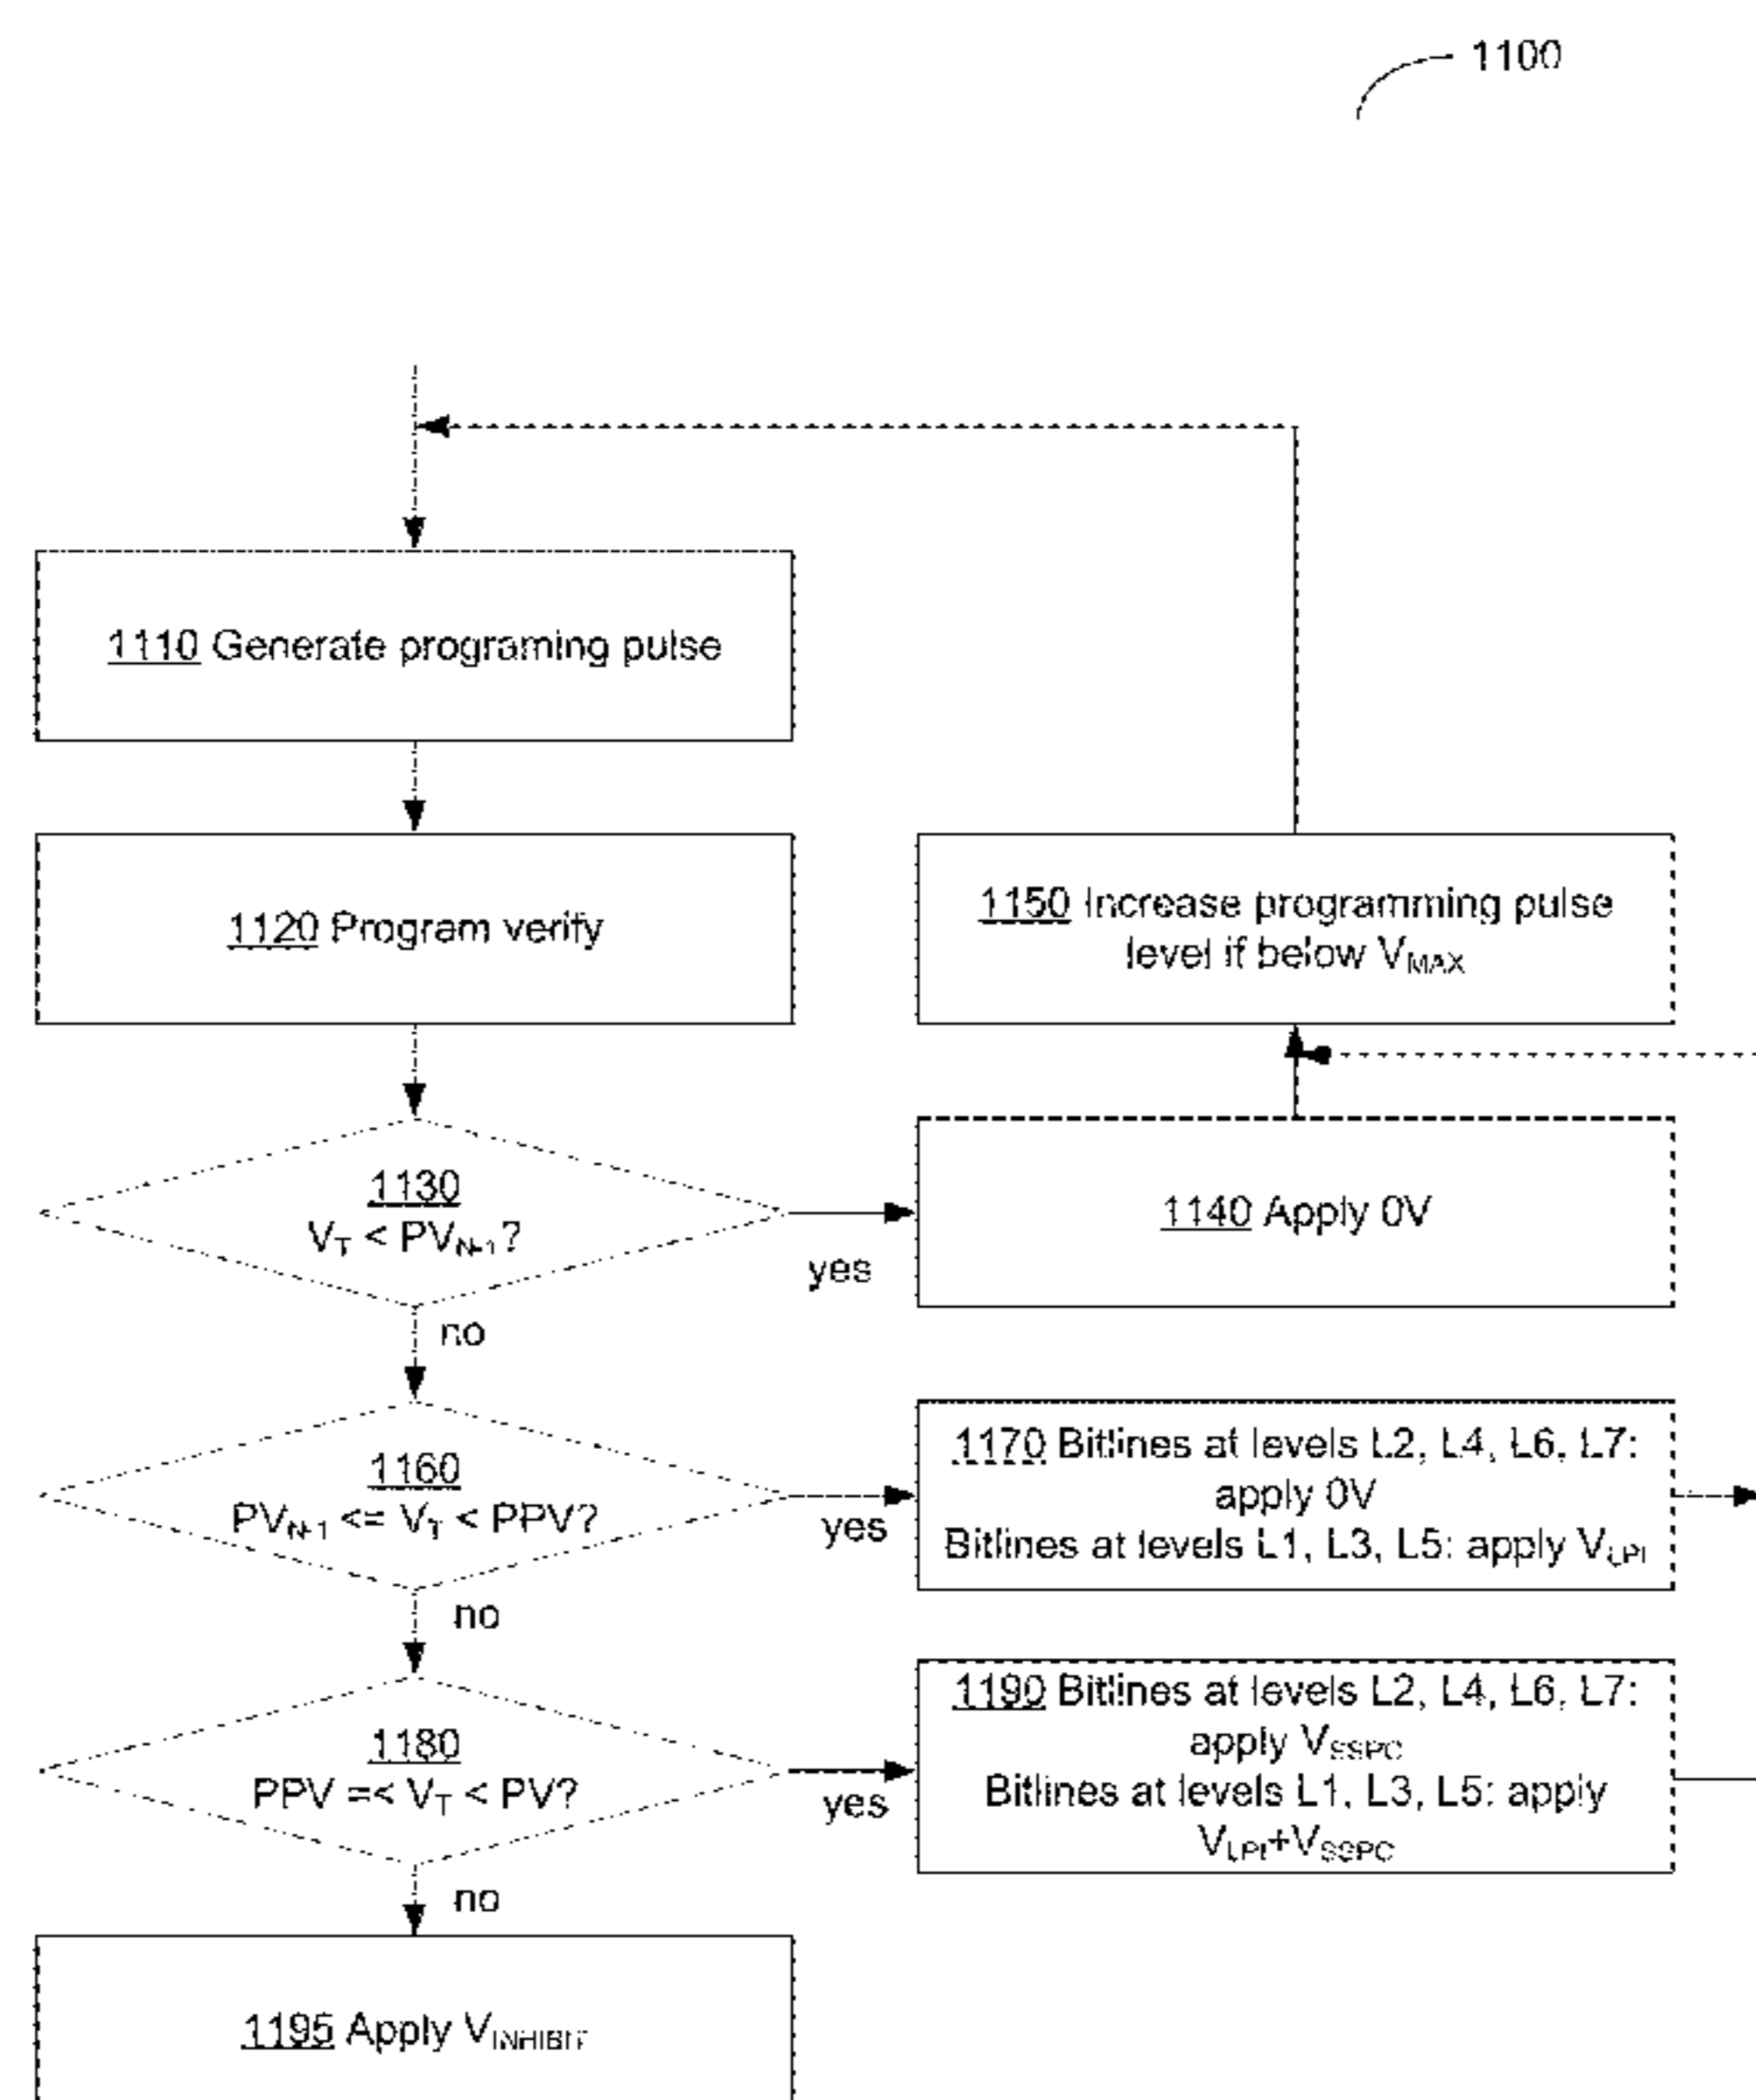 1100
1110 Generate programing pulse
1120 Program verify
1150 Increase programming pulse
level if below VMAX
1130
VT < PVN-1?
yes
no
1140 Apply 0V
1160
PVN-1 <= VT < PPV?
yes
no
1170 Bitlines at levels L2, L4, L6, L7:
apply 0V
Bitlines at levels L1, L3, L5: apply VLPI
1180
PPV =< VT < PV?
yes
no
1190 Bitlines at levels L2, L4, L6, L7:
apply VSSPC
Bitlines at levels L1, L3, L5: apply
VLPI+VSSPC
1195 Apply VINHIBIT